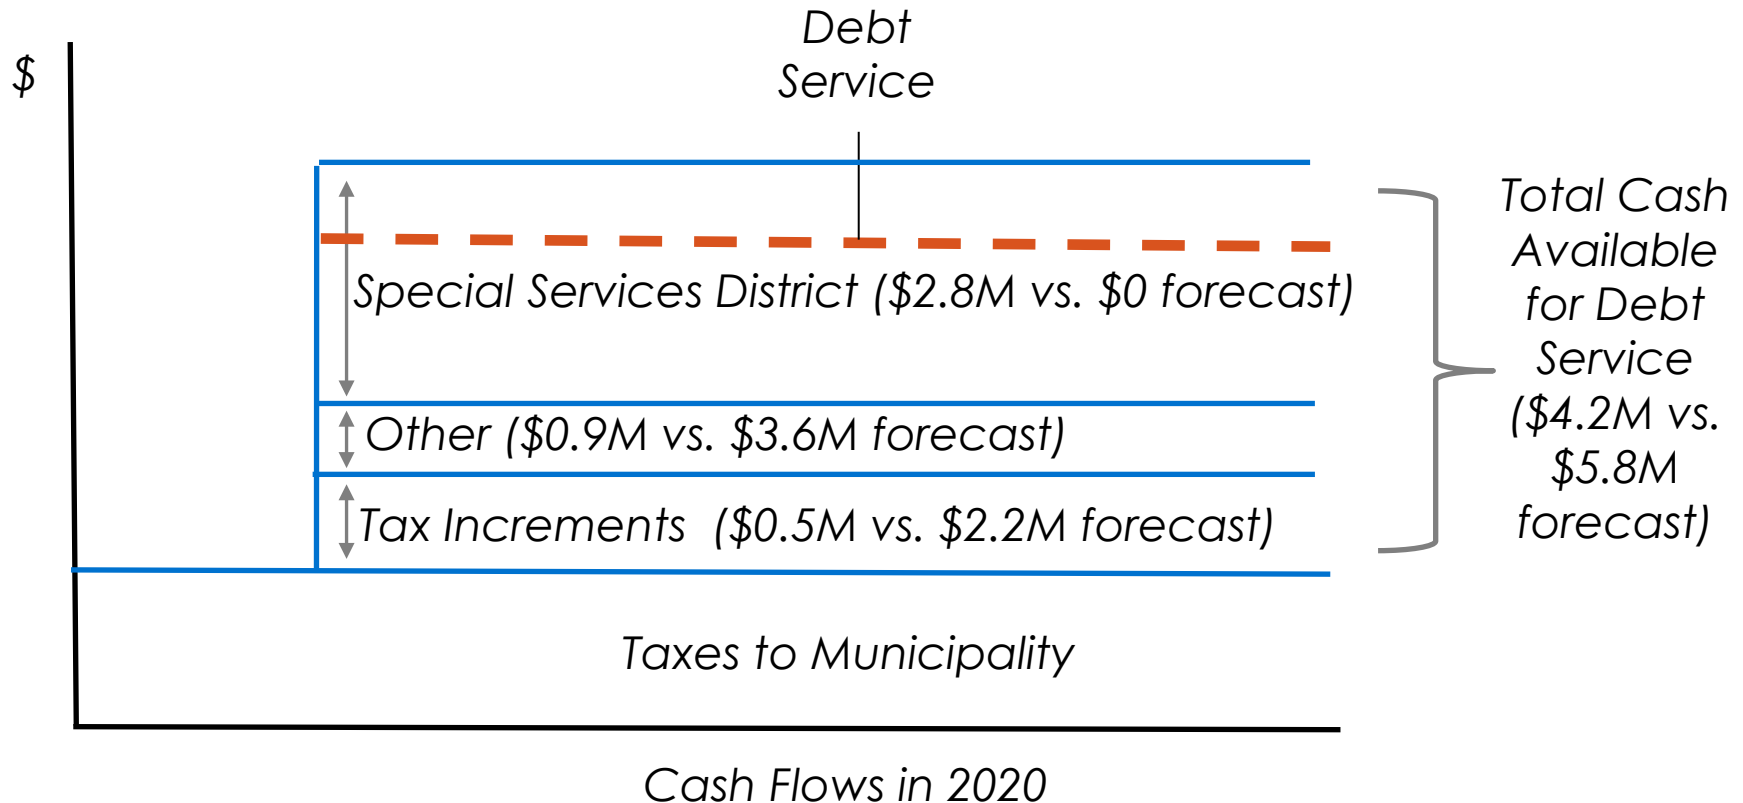 Debt
Service
$
Special Services District ($2.8M vs. $0 forecast)
Other ($0.9M vs. $3.6M forecast)
Tax Increments ($0.5M vs. $2.2M forecast)
Total Cash
Available
for Debt
Service
($4.2M vs.
$5.8M
forecast)
Taxes to Municipality
Cash Flows in 2020